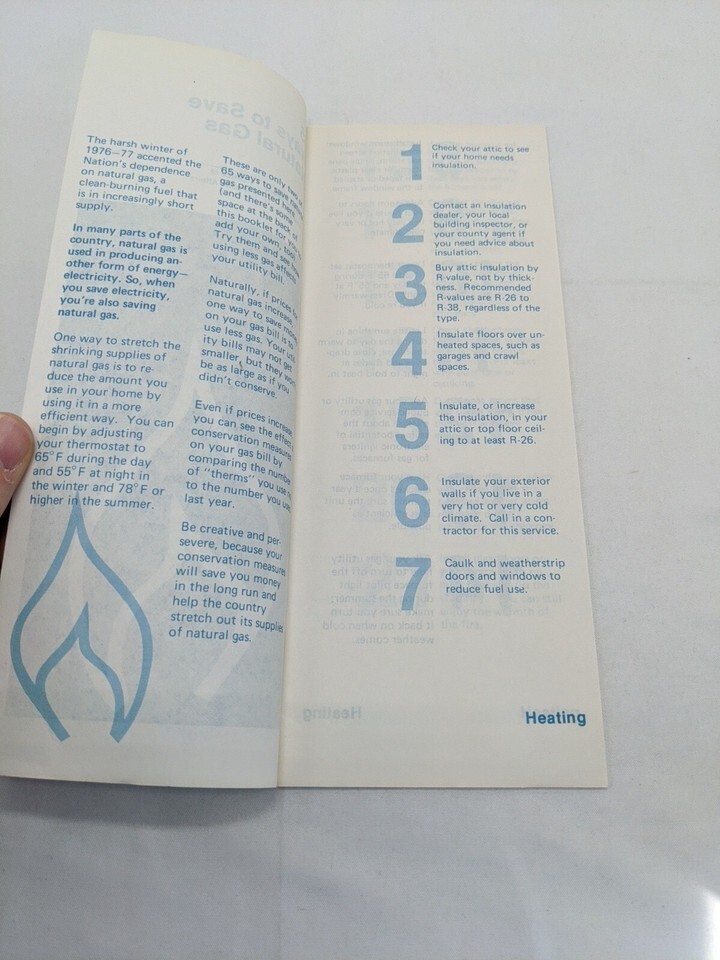 The harsh winter of
1976—77 accented the
Nation's dependence
on natural gas, a
clean-burning fuel that
is in increasingly short
supply.
In many parts of the
country, natural gas is
used in producing an-
other form of energy—
electricity. So, when
you save electricity,
you're also saving
natural gas.
One way to stretch the
shrinking supplies of
natural gas is to re-
duce the amount you
use in your home by
using it in a more
efficient way. You can
begin by adjusting
your thermostat to
65°F during the day
and 55°F at night in
the winter and 78°F or
higher in the summer.
These are only two
65 ways to save
gas presented here
(and there's some
space at the back of
this booklet for you to
add your own, too).
Try them and see how
using less gas affects
your utility bill.
Naturally, if prices for
natural gas increase
one way to save money
on your gas bill is to
use less gas. Your
ity bills may not get
smaller, but they won't
be as large as if you
didn't conserve.
Even if prices increase
you can see the effect
conservation measures
on your gas bill by
comparing the number
of "therms" you use
to the number you use
last year.
Be creative and per-
severe, because your
conservation measures
will save you money
in the long run and
help the country
stretch out its supplies
of natural gas.
1 Check your attic to see
if your home needs
insulation.
2 Contact an insulation
dealer, your local
building inspector, or
your county agent if
you need advice about
insulation.
3 Buy attic insulation by
R-value, not by thick-
ness. Recommended
R-values are R-26 to
R-38, regardless of the
type.
4 Insulate floors over un-
heated spaces, such as
garages and crawl
spaces.
5 Insulate, or increase
the insulation, in your
attic or top floor ceil-
ing to at least R-26.
6 Insulate your exterior
walls if you live in a
very hot or very cold
climate. Call in a con-
tractor for this service.
7 Caulk and weatherstrip
doors and windows to
reduce fuel use.
Heating